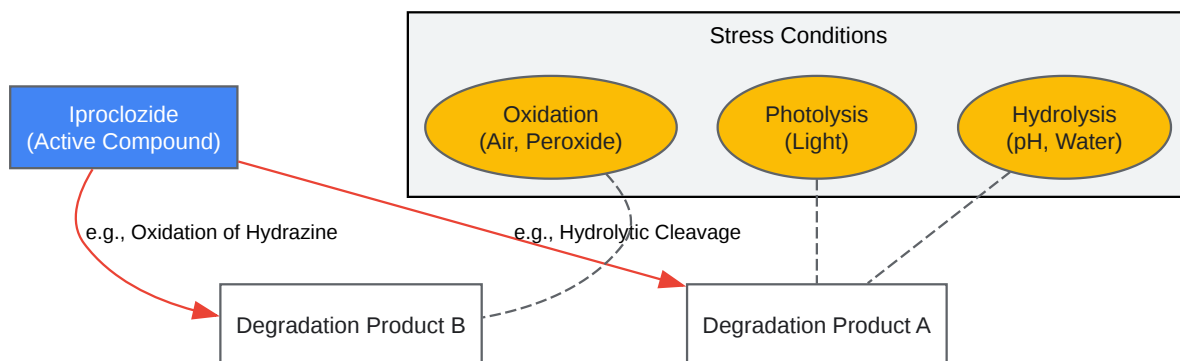 Stress Conditions
Iproclozide
(Active Compound)
Oxidation
(Air, Peroxide)
Photolysis
(Light)
Hydrolysis
(pH, Water)
e.g., Oxidation of Hydrazine
e.g., Hydrolytic Cleavage
Degradation Product B
Degradation Product A